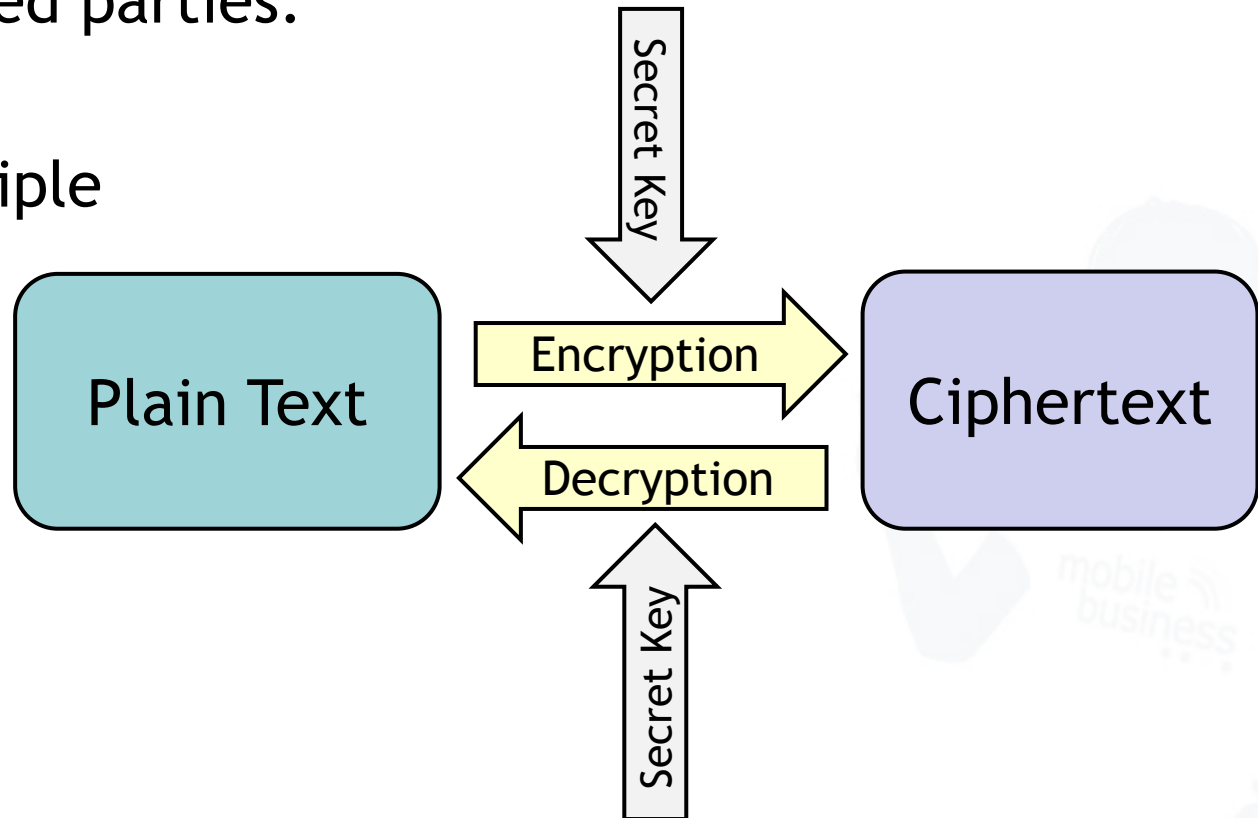 ed parties.
iple
Secret Key
Plain Text
Encryption
Ciphertext
Decryption
Secret Key
mobile
business